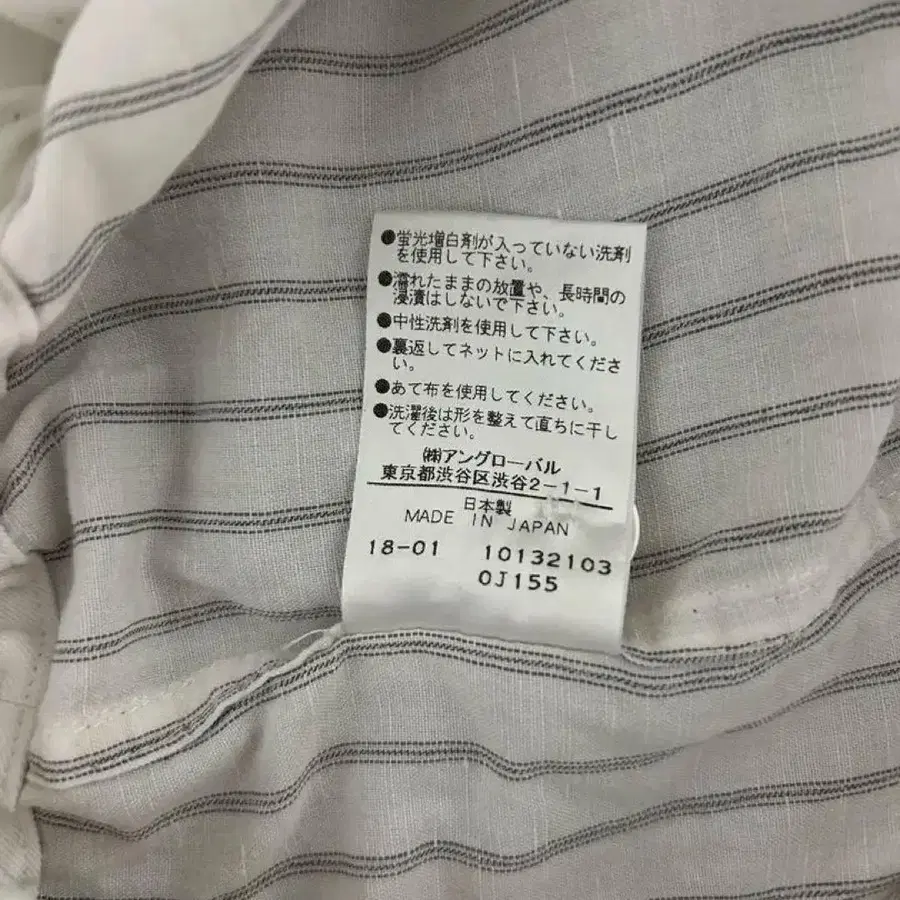 ●蛍光増白剤が入っていない洗剤
を使用して下さい。
●濡れたままの放置や、長時間の
浸漬はしないで下さい。
●中性洗剤を使用して下さい。
●裏返してネットに入れてくださ
い。
●あて布を使用してください。
●洗濯後は形を整えて直ちに干し
てください。
㈱アングローバル
東京都渋谷区渋谷2-1-1
日本製
MADE IN JAPAN
18-01 10132103
0J155